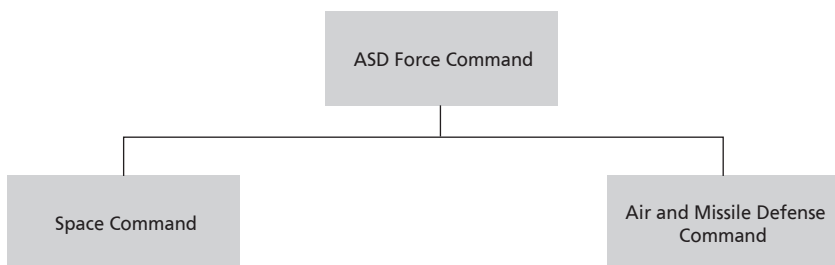 ASD Force Command
Space Command
Air and Missile Defense
Command